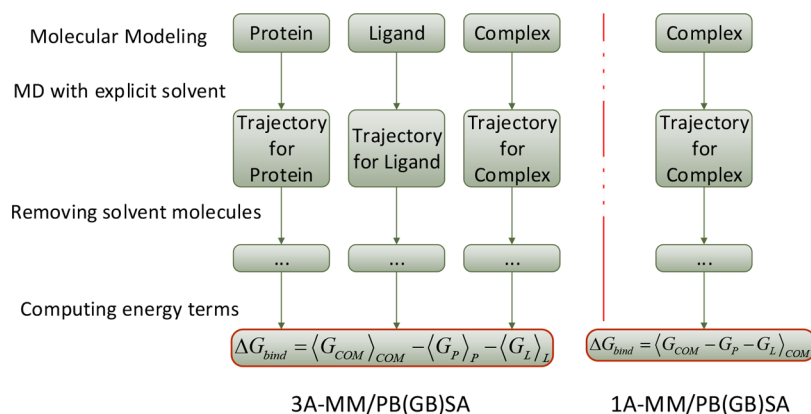 Molecular Modeling
Protein
Ligand
Complex
Complex
MD with explicit solvent
Trajectory
for
Protein
Trajectory
for Ligand
Trajectory
for
Complex
Trajectory
for
Complex
Removing solvent molecules
...
...
...
...
Computing energy terms
ΔG_bind = ⟨G_COM⟩_COM − ⟨G_P⟩_P − ⟨G_L⟩_L
ΔG_bind = ⟨G_COM − G_P − G_L⟩_COM
3A-MM/PB(GB)SA
1A-MM/PB(GB)SA